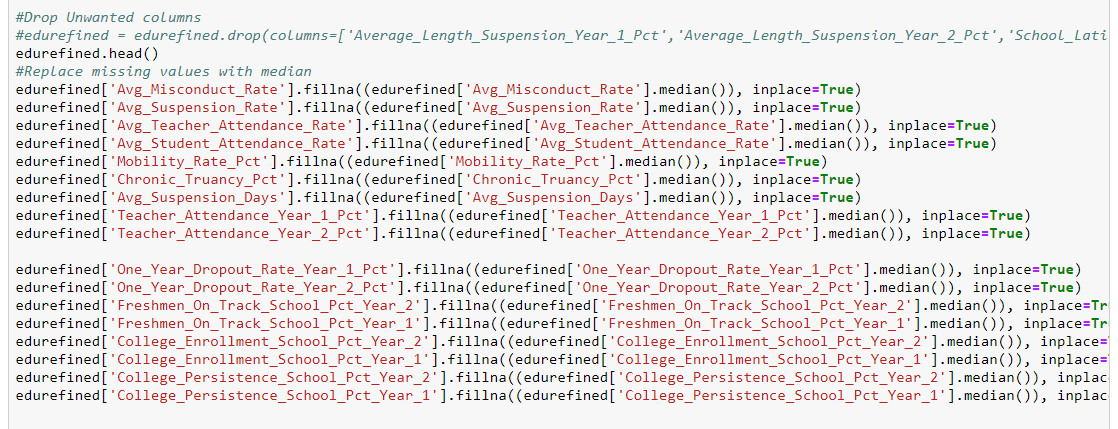 #Drop Unwanted columns
#edurefined = edurefined.drop(columns=['Average_Length_Suspension_Year_1_Pct','Average_Length_Suspension_Year_2_Pct','School_Lati
edurefined.head()
#Replace missing values with median
edurefined['Avg_Misconduct_Rate'].fillna((edurefined['Avg_Misconduct_Rate'].median()), inplace=True)
edurefined['Avg_Suspension_Rate'].fillna((edurefined['Avg_Suspension_Rate'].median()), inplace=True)
edurefined['Avg_Teacher_Attendance_Rate'].fillna((edurefined['Avg_Teacher_Attendance_Rate'].median()), inplace=True)
edurefined['Avg_Student_Attendance_Rate'].fillna((edurefined['Avg_Student_Attendance_Rate'].median()), inplace=True)
edurefined['Mobility_Rate_Pct'].fillna((edurefined['Mobility_Rate_Pct'].median()), inplace=True)
edurefined['Chronic_Truancy_Pct'].fillna((edurefined['Chronic_Truancy_Pct'].median()), inplace=True)
edurefined['Avg_Suspension_Days'].fillna((edurefined['Avg_Suspension_Days'].median()), inplace=True)
edurefined['Teacher_Attendance_Year_1_Pct'].fillna((edurefined['Teacher_Attendance_Year_1_Pct'].median()), inplace=True)
edurefined['Teacher_Attendance_Year_2_Pct'].fillna((edurefined['Teacher_Attendance_Year_2_Pct'].median()), inplace=True)
edurefined['One_Year_Dropout_Rate_Year_1_Pct'].fillna((edurefined['One_Year_Dropout_Rate_Year_1_Pct'].median()), inplace=True)
edurefined['One_Year_Dropout_Rate_Year_2_Pct'].fillna((edurefined['One_Year_Dropout_Rate_Year_2_Pct'].median()), inplace=True)
edurefined['Freshmen_On_Track_School_Pct_Year_2'].fillna((edurefined['Freshmen_On_Track_School_Pct_Year_2'].median()), inplace=Tr
edurefined['Freshmen_On_Track_School_Pct_Year_1'].fillna((edurefined['Freshmen_On_Track_School_Pct_Year_1'].median()), inplace=Tr
edurefined['College_Enrollment_School_Pct_Year_2'].fillna((edurefined['College_Enrollment_School_Pct_Year_2'].median()), inplace=
edurefined['College_Enrollment_School_Pct_Year_1'].fillna((edurefined['College_Enrollment_School_Pct_Year_1'].median()), inplace=
edurefined['College_Persistence_School_Pct_Year_2'].fillna((edurefined['College_Persistence_School_Pct_Year_2'].median()), inplac
edurefined['College_Persistence_School_Pct_Year_1'].fillna((edurefined['College_Persistence_School_Pct_Year_1'].median()), inplac